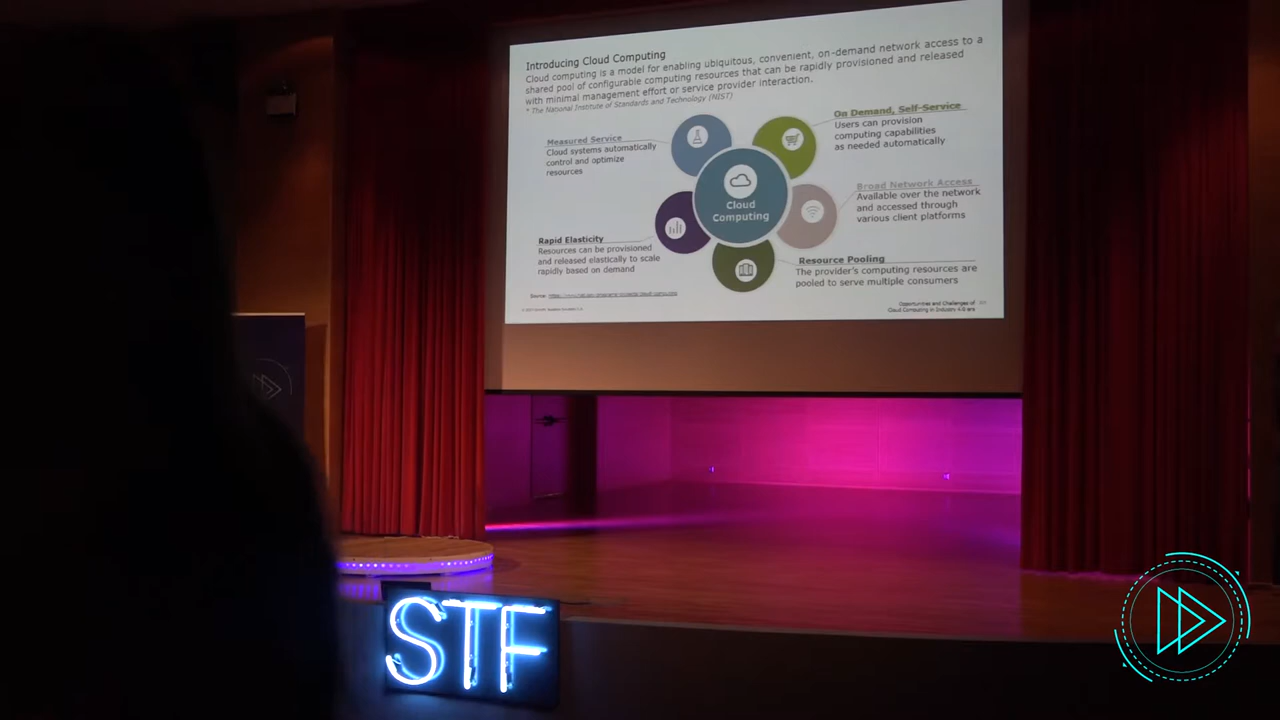 Introducing Cloud Computing
Cloud computing is a model for enabling ubiquitous, convenient, on-demand network access to a
shared pool of configurable computing resources that can be rapidly provisioned and released
with minimal management effort or service provider interaction.
* The National Institute of Standards and Technology (NIST)
Measured Service
Cloud systems automatically
control and optimize
resources
On Demand, Self-Service
Users can provision
computing capabilities
as needed automatically
Cloud
Computing
Broad Network Access
Available over the network
and accessed through
various client platforms
Rapid Elasticity
Resources can be provisioned
and released elastically to scale
rapidly based on demand
Resource Pooling
The provider's computing resources are
pooled to serve multiple consumers
Source:
Opportunities and Challenges of
Cloud Computing in Industry 4.0 era
STF